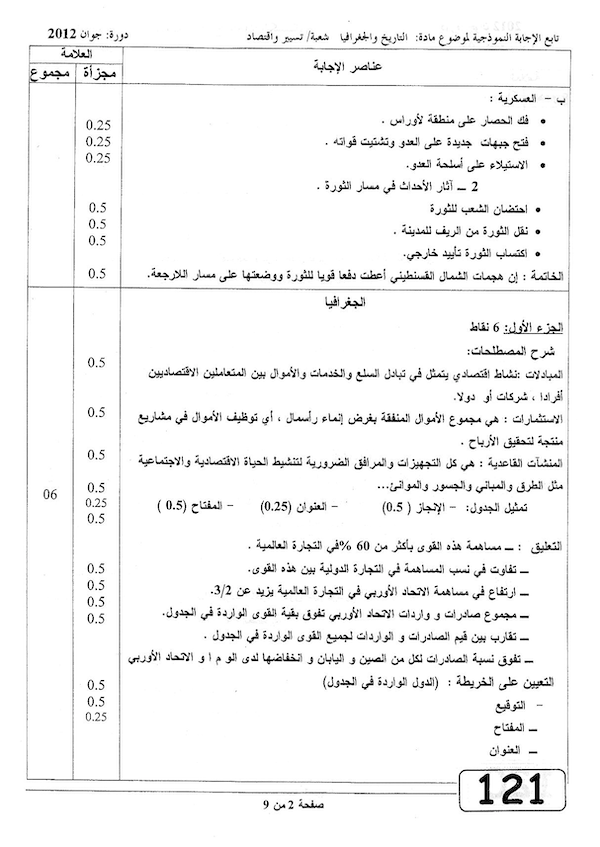 تابع الإجابة النموذجية لموضوع مادة: التاريخ والجغرافيا شعبة/ تسيير واقتصاد دورة: جوان 2012
عناصر الإجابة
العلامة
مجزأة مجموع
ب - العسكرية :
• فك الحصار على منطقة لأوراس . 0.25
• فتح جبهات جديدة على العدو وتشتيت قواته . 0.25
• الاستيلاء على أسلحة العدو. 0.25
2 ــ آثار الأحداث في مسار الثورة .
• احتضان الشعب للثورة 0.5
• نقل الثورة من الريف للمدينة . 0.5
• اكتساب الثورة تأييد خارجي. 0.5
الخاتمة : إن هجمات الشمال القسنطيني أعطت دفعا قويا للثورة ووضعتها على مسار اللارجعة. 0.5
الجغرافيا
الجزء الأول: 6 نقاط
شرح المصطلحات:
المبادلات :نشاط اقتصادي يتمثل في تبادل السلع والخدمات والأموال بين المتعاملين الاقتصاديين 0.5
أفرادا ، شركات أو دولا.
الاستثمارات : هي مجموع الأموال المنفقة بغرض إنماء رأسمال ، أي توظيف الأموال في مشاريع 0.5
منتجة لتحقيق الأرباح .
المنشآت القاعدية : هي كل التجهيزات والمرافق الضرورية لتنشيط الحياة الاقتصادية والاجتماعية 0.5
مثل الطرق والمباني والجسور والموانئ... 0.5
تمثيل الجدول: - الإنجاز ( 0.5) - العنوان (0.25) - المفتاح (0.5 ) 0.25 06
0.5
التعليق : ــ مساهمة هذه القوى بأكثر من 60 %في التجارة العالمية .
ــ تفاوت في نسب المساهمة في التجارة الدولية بين هذه القوى. 0.5
ــ ارتفاع في مساهمة الاتحاد الأوربي في التجارة العالمية يزيد عن 3/2. 0.5
ــ مجموع صادرات و واردات الاتحاد الأوربي تفوق بقية القوى الواردة في الجدول. 0.5
ــ تقارب بين قيم الصادرات و الواردات لجميع القوى الواردة في الجدول . 0.5
ــ تفوق نسبة الصادرات لكل من الصين و اليابان و انخفاضها لدى الو م ا و الاتحاد الأوربي
التعيين على الخريطة : (الدول الواردة في الجدول) 0.5
- التوقيع 0.5
ــ المفتاح 0.25
ــ العنوان
121
صفحة 2 من 9